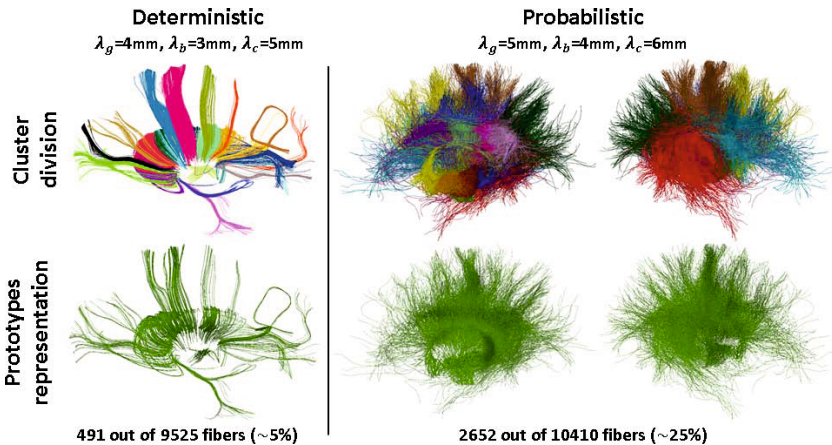 Deterministic
λg=4mm, λb=3mm, λc=5mm
Probabilistic
λg=5mm, λb=4mm, λc=6mm
Cluster
division
Prototypes
representation
491 out of 9525 fibers (~5%)
2652 out of 10410 fibers (~25%)